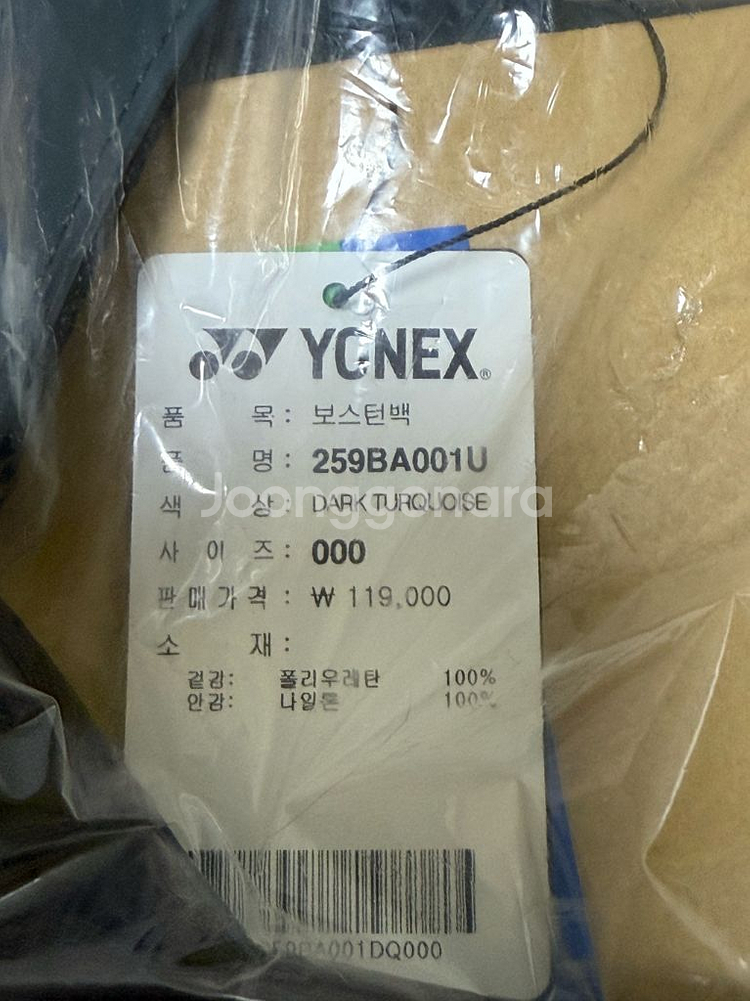 YONEX®
품 목 : 보스턴백
품 명 : 259BA001U
색 상 : DARK TURQUOISE
Joonggonara
사 이 즈 : 000
판 매 가 격 : ₩ 119,000
소 재 :
겉감: 폴리우레탄 100%
안감: 나일론 100%
59BA001DQ000